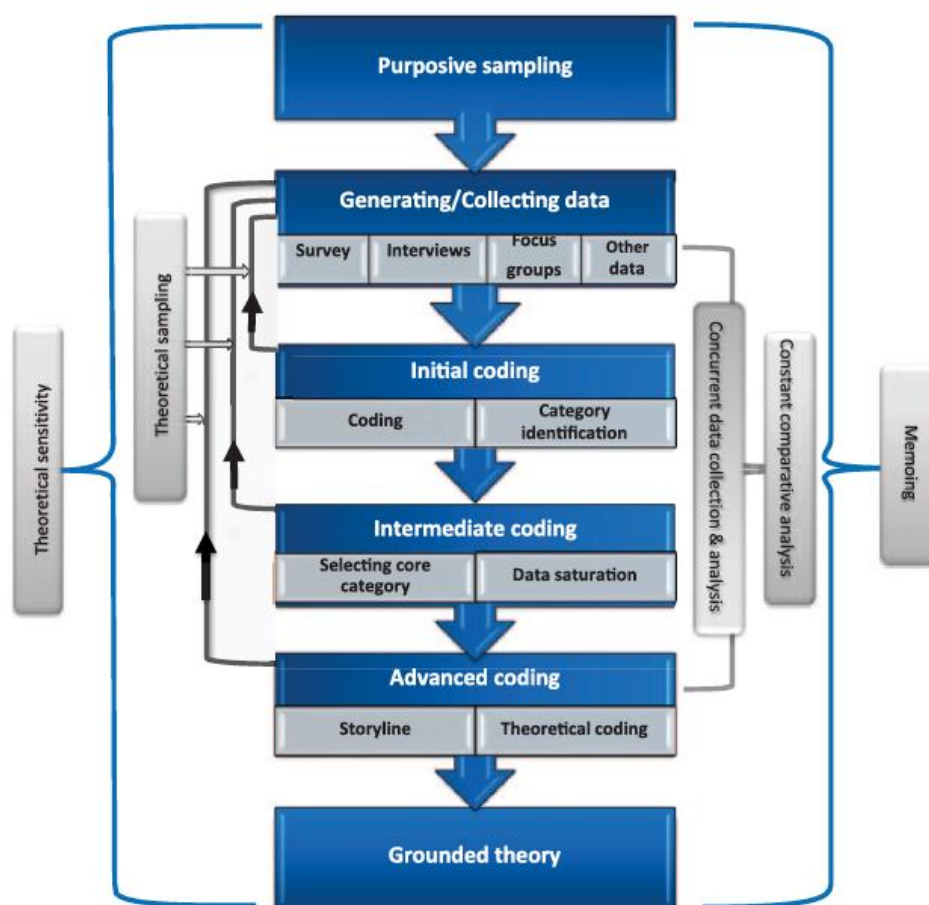 Purposive sampling
Generating/Collecting data
Survey
Interviews
Focus
groups
Other
data
Initial coding
Coding
Category
identification
Intermediate coding
Selecting core
category
Data saturation
Advanced coding
Storyline
Theoretical coding
Grounded theory
Theoretical sensitivity
Theoretical sampling
Concurrent data collection & analysis
Constant comparative analysis
Memoing